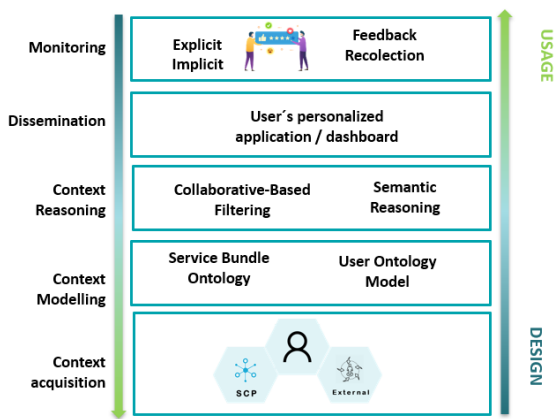 Monitoring
Explicit
Implicit
Feedback
Recolection
USAGE
Dissemination
User´s personalized
application / dashboard
Context
Reasoning
Collaborative-Based
Filtering
Semantic
Reasoning
Context
Modelling
Service Bundle
Ontology
User Ontology
Model
Context
acquisition
SCP
External
DESIGN